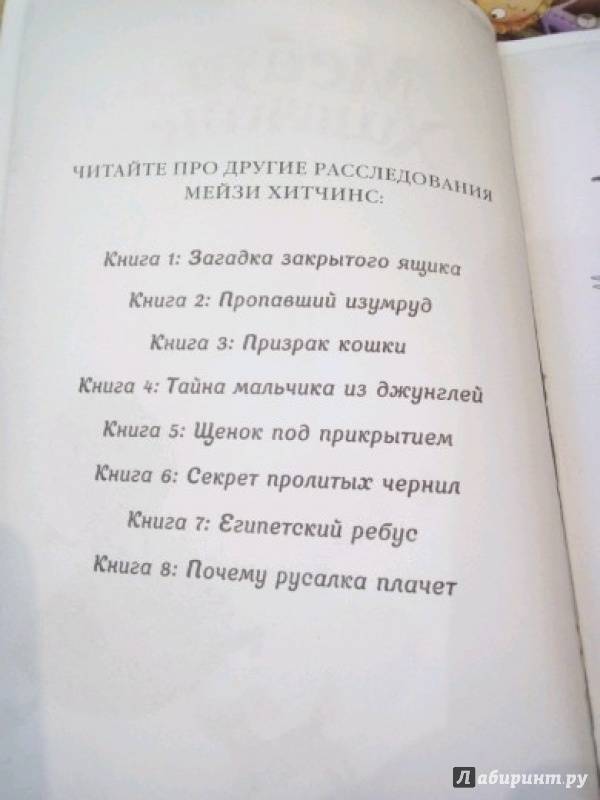 ЧИТАЙТЕ ПРО ДРУГИЕ РАССЛЕДОВАНИЯ
МЕЙЗИ ХИТЧИНС:
Книга 1: Загадка закрытого ящика
Книга 2: Пропавший изумруд
Книга 3: Призрак кошки
Книга 4: Тайна мальчика из джунглей
Книга 5: Щенок под прикрытием
Книга 6: Секрет пролитых чернил
Книга 7: Египетский ребус
Книга 8: Почему русалка плачет
Лабиринт.ру